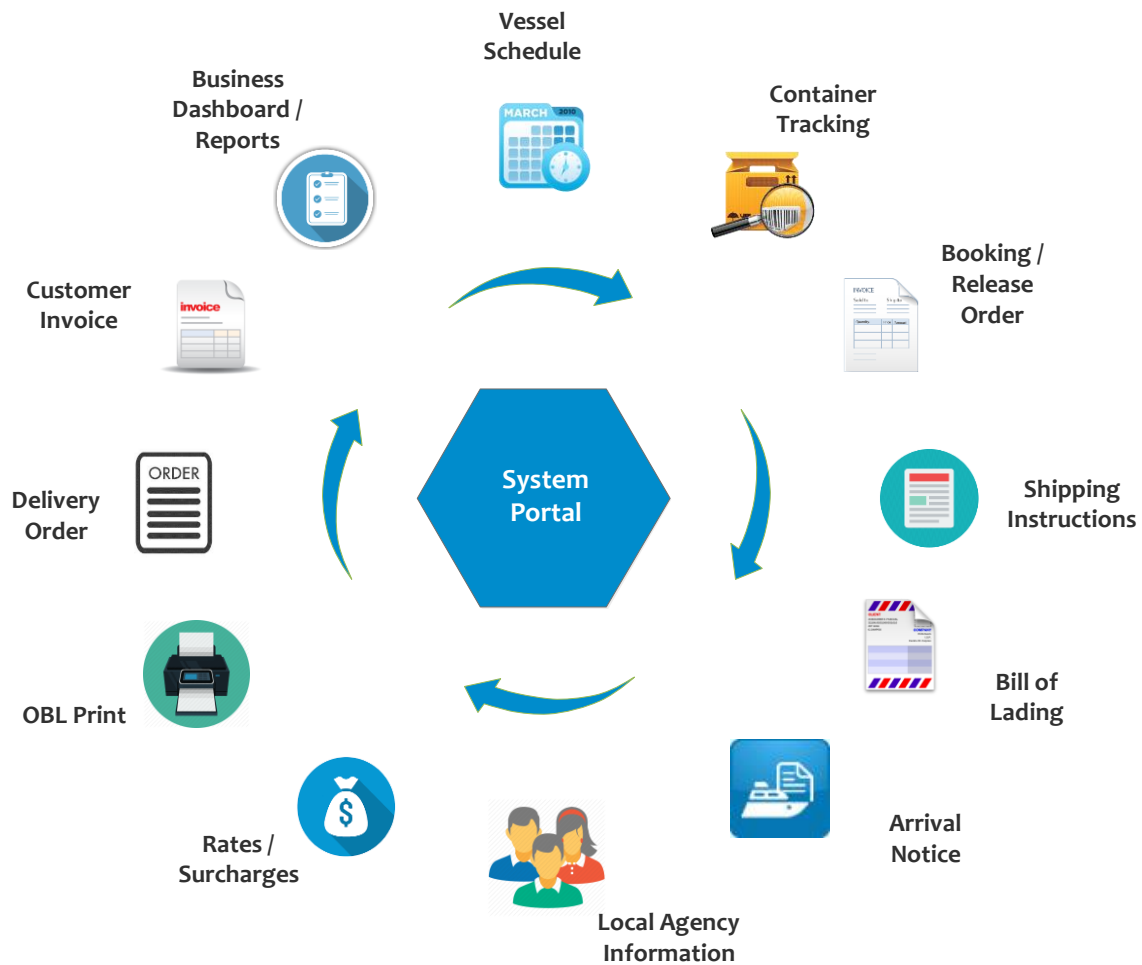 Vessel
Schedule
MARCH 2010
Container
Tracking
Booking /
Release
Order
INVOICE
Shipping
Instructions
Bill of
Lading
Arrival
Notice
Local Agency
Information
Rates /
Surcharges
$
OBL Print
Delivery
Order
ORDER
Customer
Invoice
invoice
Business
Dashboard /
Reports
System
Portal